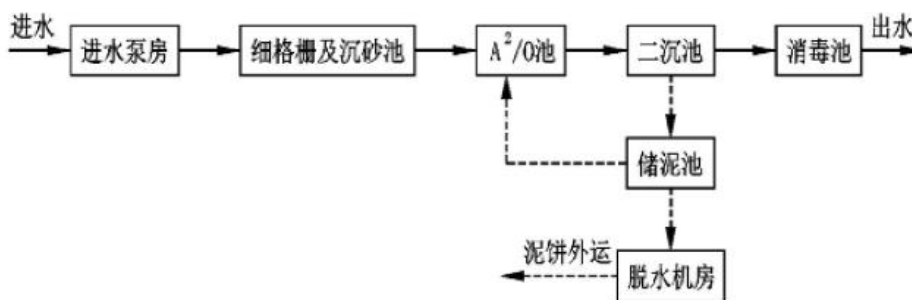 进水
进水泵房
细格栅及沉砂池
A²/O池
二沉池
消毒池
出水
储泥池
泥饼外运
脱水机房